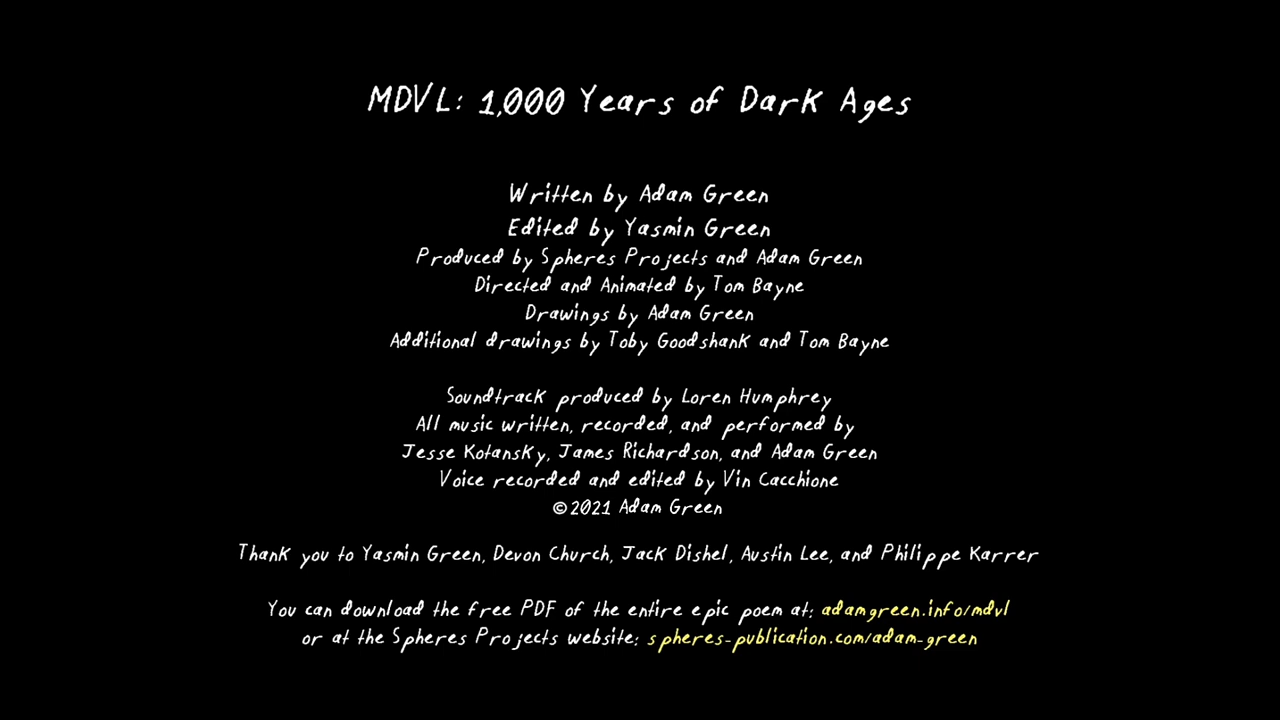 MDVL: 1,000 Years of Dark Ages
Written by Adam Green
Edited by Yasmin Green
Produced by Spheres Projects and Adam Green
Directed and Animated by Tom Bayne
Drawings by Adam Green
Additional drawings by Toby Goodshank and Tom Bayne
Soundtrack produced by Loren Humphrey
All music written, recorded, and performed by
Jesse Kotansky, James Richardson, and Adam Green
Voice recorded and edited by Vin Cacchione
©2021 Adam Green
Thank you to Yasmin Green, Devon Church, Jack Dishel, Austin Lee, and Philippe Karrer
You can download the free PDF of the entire epic poem at: adamgreen.info/mdvl
or at the Spheres Projects website: spheres-publication.com/adam-green